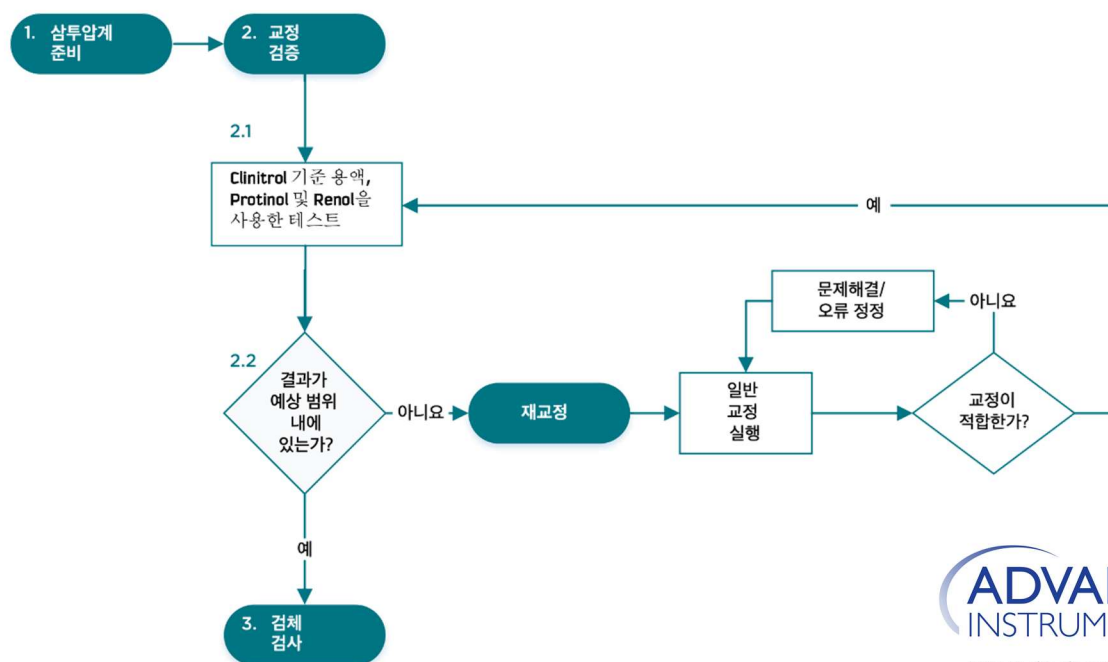 1. 삼투압계
준비
2. 교정
검증
2.1
Clinitrol 기준 용액,
Protinol 및 Renol을
사용한 테스트
예
문제해결/
오류 정정
아니요
2.2
결과가
예상 범위
내에
있는가?
아니요
재교정
일반
교정
실행
교정이
적합한가?
예
3. 검체
검사